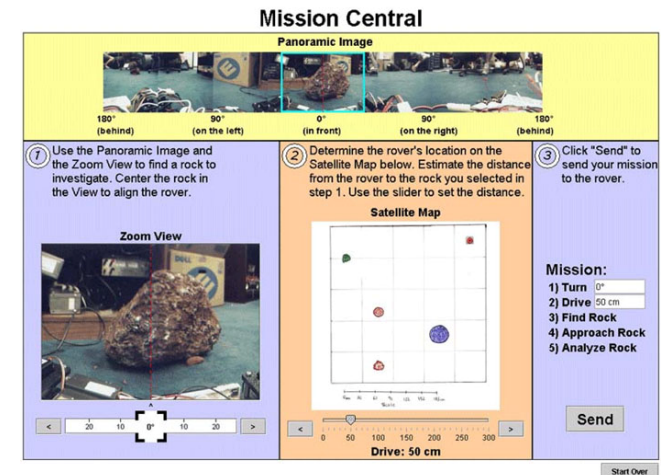 Mission Central
Panoramic Image
180° 90° 0° 90° 180°
(behind) (on the left) (in front) (on the right) (behind)
1 Use the Panoramic Image and
the Zoom View to find a rock to
investigate. Center the rock in
the View to align the rover.
Zoom View
DELL
< 20 10 0° 10 20 >
2 Determine the rover's location on the
Satellite Map below. Estimate the distance
from the rover to the rock you selected in
step 1. Use the slider to set the distance.
Satellite Map
< >
0 50 100 150 200 250 300
Drive: 50 cm
3 Click "Send" to
send your mission
to the rover.
Mission:
1) Turn 0°
2) Drive 50 cm
3) Find Rock
4) Approach Rock
5) Analyze Rock
Send
Start Over